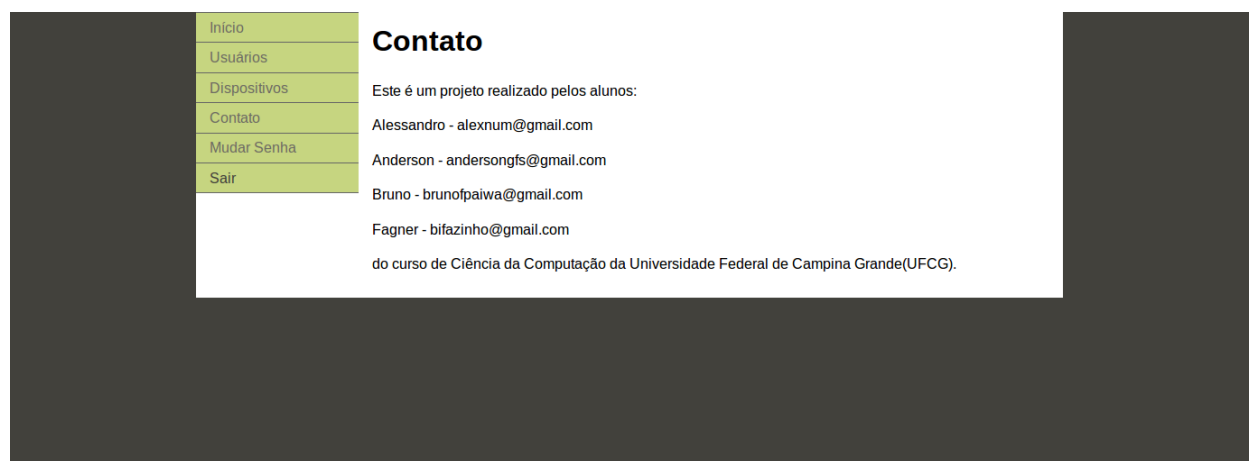 Início
Usuários
Dispositivos
Contato
Mudar Senha
Sair
Contato
Este é um projeto realizado pelos alunos:
Alessandro - alexnum@gmail.com
Anderson - andersongfs@gmail.com
Bruno - brunofpaiwa@gmail.com
Fagner - bifazinho@gmail.com
do curso de Ciência da Computação da Universidade Federal de Campina Grande(UFCG).